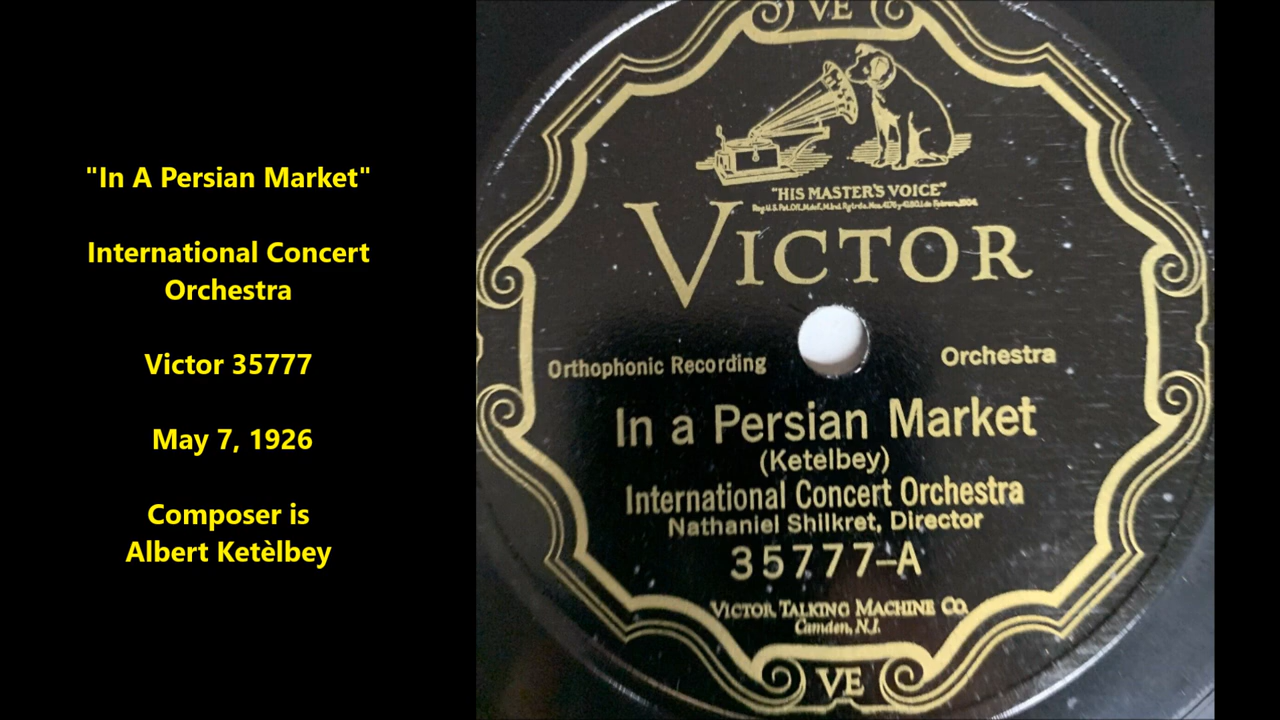 "In A Persian Market"
International Concert
Orchestra
Victor 35777
May 7, 1926
Composer is
Albert Ketèlbey
VE
"HIS MASTER'S VOICE"
VICTOR
Orthophonic Recording
Orchestra
In a Persian Market
(Ketelbey)
International Concert Orchestra
Nathaniel Shilkret, Director
35777-A
VICTOR TALKING MACHINE CO.
Camden, N.J.
VE